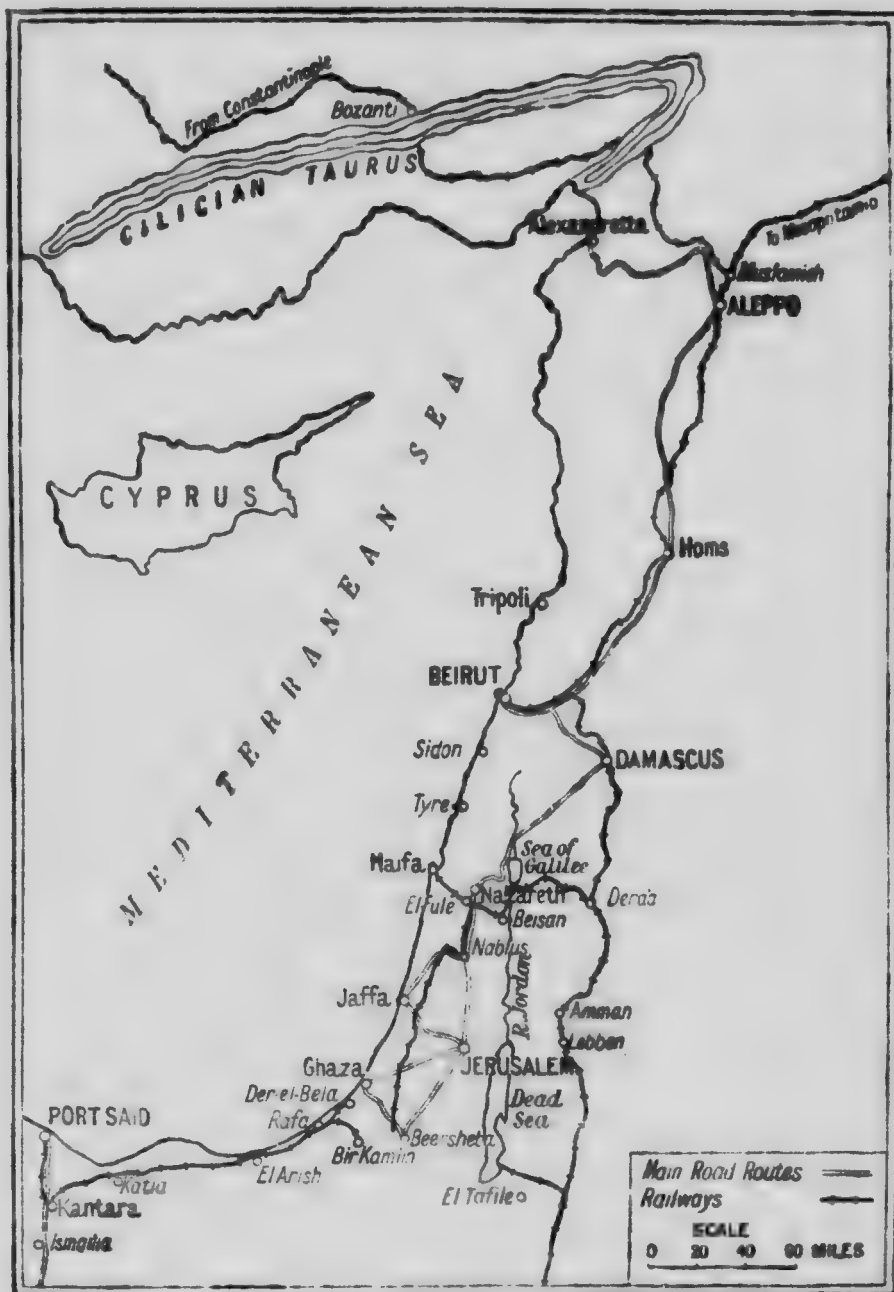 From Constantinople
Bozanti
CILICIAN TAURUS
Alexandretta
To Mesopotamia
Muslamieh
ALEPPO
CYPRUS
MEDITERRANEAN SEA
Homs
Tripoli
BEIRUT
Sidon
DAMASCUS
Tyre
Sea of
Galilee
Haifa
Nazareth
El-fule
Dera'a
Beisan
Nablus
R. Jordan
Jaffa
Amman
Lebban
JERUSALEM
Ghaza
Der-el-Bela
Dead
Sea
Rafa
PORT SAID
Beersheba
Bir Kamlin
El Arish
Katia
El Tafile
Kantara
Ismailia
Main Road Routes
Railways
SCALE
0 20 40 60 MILES